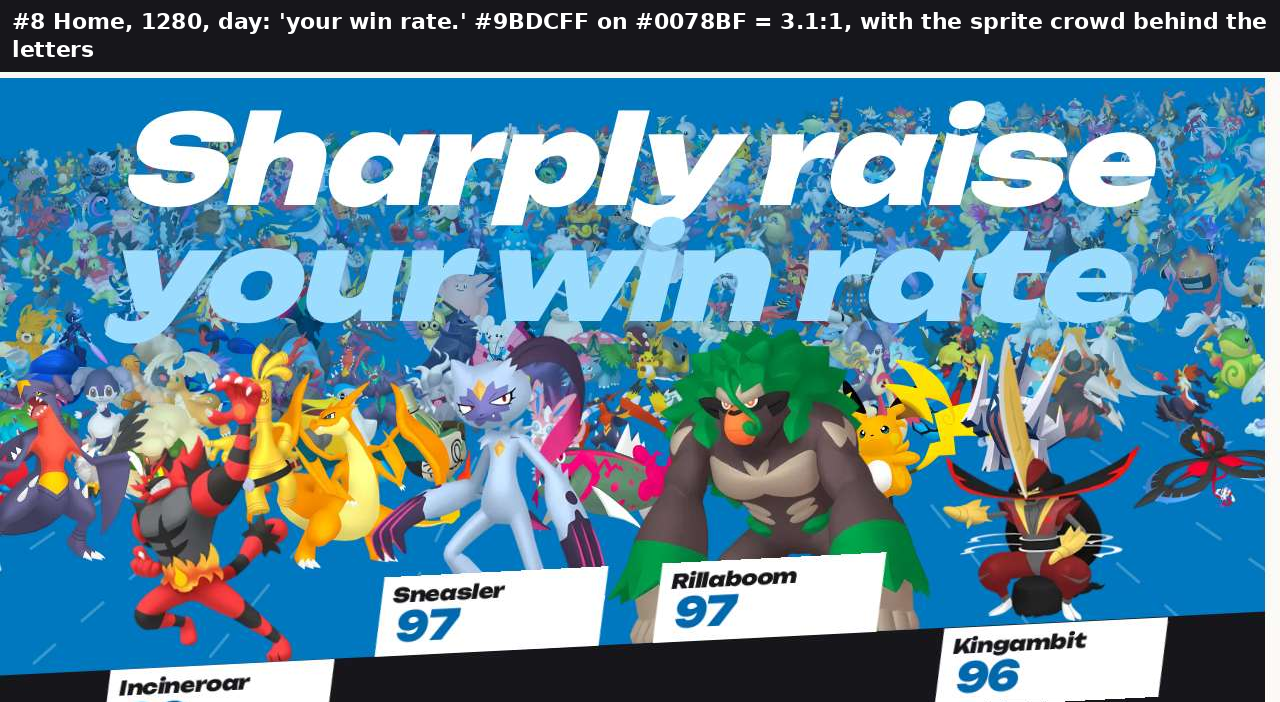 #8 Home, 1280, day: 'your win rate.' #9BDCFF on #0078BF = 3.1:1, with the sprite crowd behind the
letters
Sharply raise
your win rate.
Sneasler
97
Rillaboom
97
Kingambit
96
Incineroar